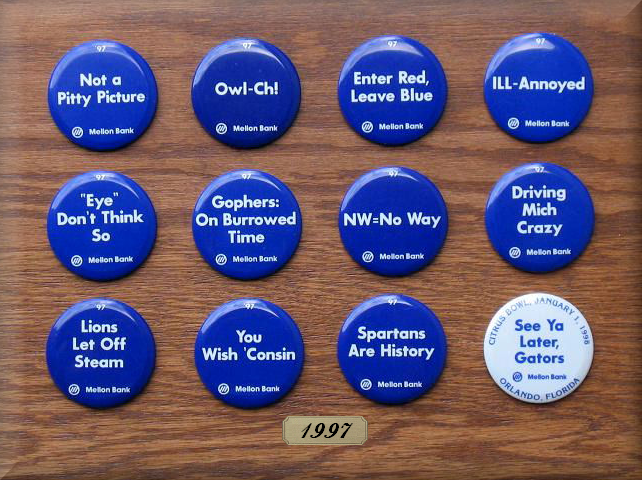 97
Not a
Pitty Picture
Mellon Bank
97
Owl-Ch!
Mellon Bank
97
Enter Red,
Leave Blue
Mellon Bank
97
ILL-Annoyed
Mellon Bank
97
"Eye"
Don't Think
So
Mellon Bank
97
Gophers:
On Burrowed
Time
Mellon Bank
97
NW=No Way
Mellon Bank
97
Driving
Mich
Crazy
Mellon Bank
97
Lions
Let Off
Steam
Mellon Bank
97
You
Wish 'Consin
Mellon Bank
97
Spartans
Are History
Mellon Bank
CITRUS BOWL, JANUARY 1, 1998
See Ya
Later,
Gators
Mellon Bank
ORLANDO, FLORIDA
1997